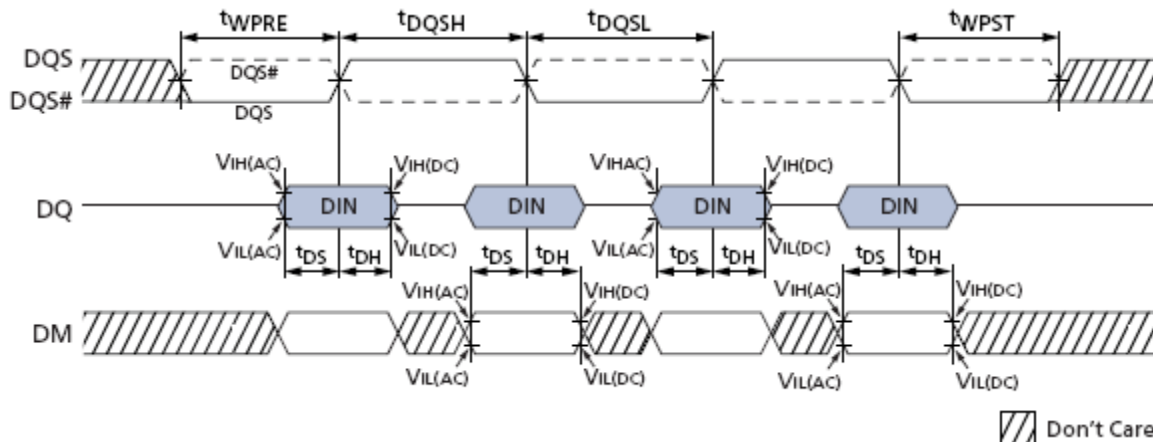 tWPRE tDQSH tDQSL tWPST
DQS
DQS#
DQS#
DQS
VIH(AC) VIH(DC) VIHAC) VIH(DC)
DQ DIN DIN DIN DIN
VIL(AC) VIL(DC) VIL(AC) VIL(DC)
tDS tDH tDS tDH tDS tDH tDS tDH
VIH(AC) VIH(DC) VIH(AC) VIH(DC)
DM
VIL(AC) VIL(DC) VIL(AC) VIL(DC)
Don't Care